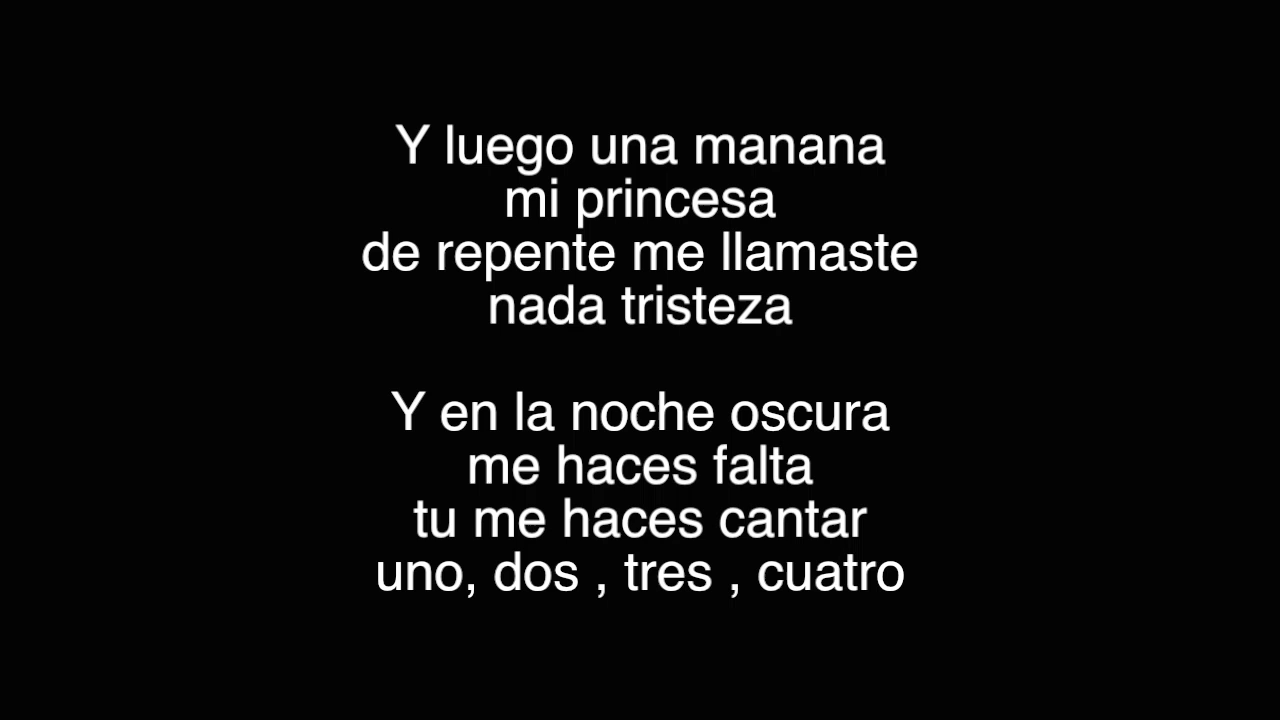 Y luego una manana
mi princesa
de repente me llamaste
nada tristeza
Y en la noche oscura
me haces falta
tu me haces cantar
uno, dos , tres , cuatro